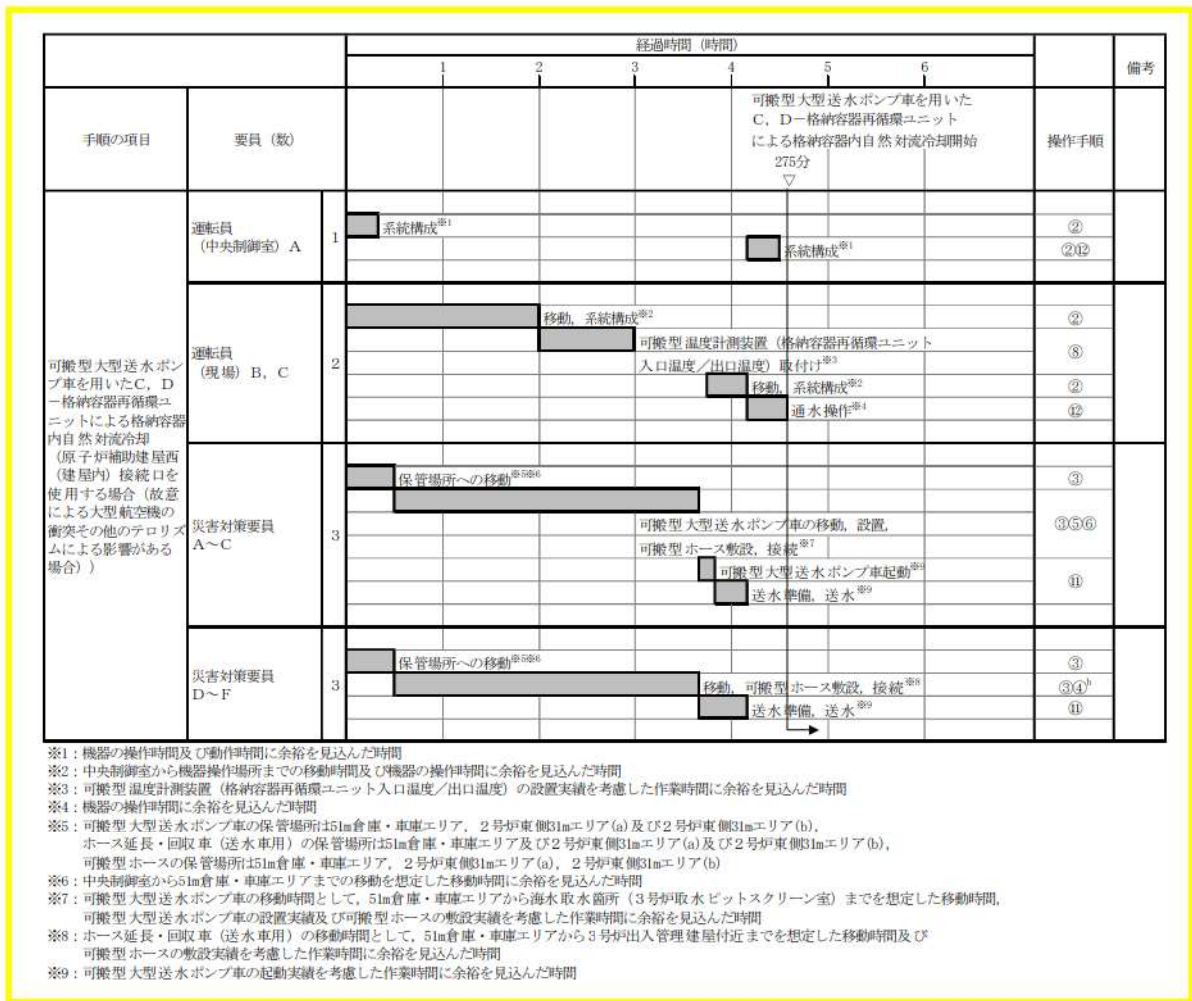 経過時間（時間）
1 2 3 4 5 6
備考
手順の項目
要員（数）
可搬型大型送水ポンプ車を用いた
C，D－格納容器再循環ユニット
による格納容器内自然対流冷却開始
275分
▽
操作手順
可搬型大型送水ポン
プ車を用いたC，D
－格納容器再循環ユ
ニットによる格納容器
内自然対流冷却
（原子炉補助建屋西
（建屋内）接続口を
使用する場合（故意
による大型航空機の
衝突その他のテロリズ
ムによる影響がある
場合））
運転員
（中央制御室）A
1
系統構成※1
②
系統構成※1
②⑫
運転員
（現場）B，C
2
移動，系統構成※2
②
可搬型温度計測装置（格納容器再循環ユニット
入口温度／出口温度）取付け※3
⑧
移動，系統構成※2
②
通水操作※4
⑫
災害対策要員
A～C
3
保管場所への移動※5※6
③
可搬型大型送水ポンプ車の移動，設置，
可搬型ホース敷設，接続※7
③⑤⑥
可搬型大型送水ポンプ車起動※9
送水準備，送水※9
⑪
災害対策要員
D～F
3
保管場所への移動※5※6
③
移動，可搬型ホース敷設，接続※8
③④h
送水準備，送水※9
⑪
※1：機器の操作時間及び動作時間に余裕を見込んだ時間
※2：中央制御室から機器操作場所までの移動時間及び機器の操作時間に余裕を見込んだ時間
※3：可搬型温度計測装置（格納容器再循環ユニット入口温度／出口温度）の設置実績を考慮した作業時間に余裕を見込んだ時間
※4：機器の操作時間に余裕を見込んだ時間
※5：可搬型大型送水ポンプ車の保管場所は51m倉庫・車庫エリア，２号炉東側31mエリア(a)及び２号炉東側31mエリア(b)，
ホース延長・回収車（送水車用）の保管場所は51m倉庫・車庫エリア及び２号炉東側31mエリア(a)及び２号炉東側31mエリア(b)，
可搬型ホースの保管場所は51m倉庫・車庫エリア，２号炉東側31mエリア(a)，２号炉東側31mエリア(b)
※6：中央制御室から51m倉庫・車庫エリアまでの移動を想定した移動時間に余裕を見込んだ時間
※7：可搬型大型送水ポンプ車の移動時間として，51m倉庫・車庫エリアから海水取水箇所（３号炉取水ピットスクリーン室）までを想定した移動時間，
可搬型大型送水ポンプ車の設置実績及び可搬型ホースの敷設実績を考慮した作業時間に余裕を見込んだ時間
※8：ホース延長・回収車（送水車用）の移動時間として，51m倉庫・車庫エリアから３号炉出入管理建屋付近までを想定した移動時間及び
可搬型ホースの敷設実績を考慮した作業時間に余裕を見込んだ時間
※9：可搬型大型送水ポンプ車の起動実績を考慮した作業時間に余裕を見込んだ時間